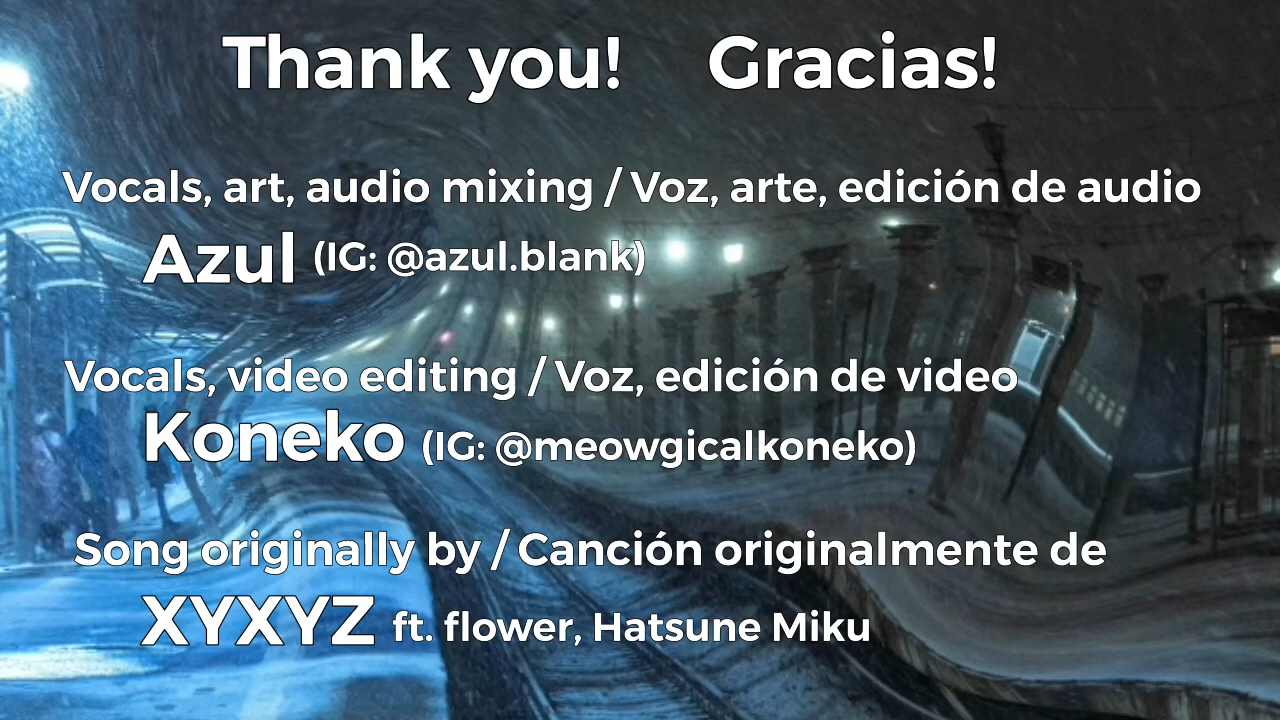 Thank you! Gracias!
Vocals, art, audio mixing / Voz, arte, edición de audio
Azul (IG: @azul.blank)
Vocals, video editing / Voz, edición de video
Koneko (IG: @meowgicalkoneko)
Song originally by / Canción originalmente de
XYXYZ ft. flower, Hatsune Miku